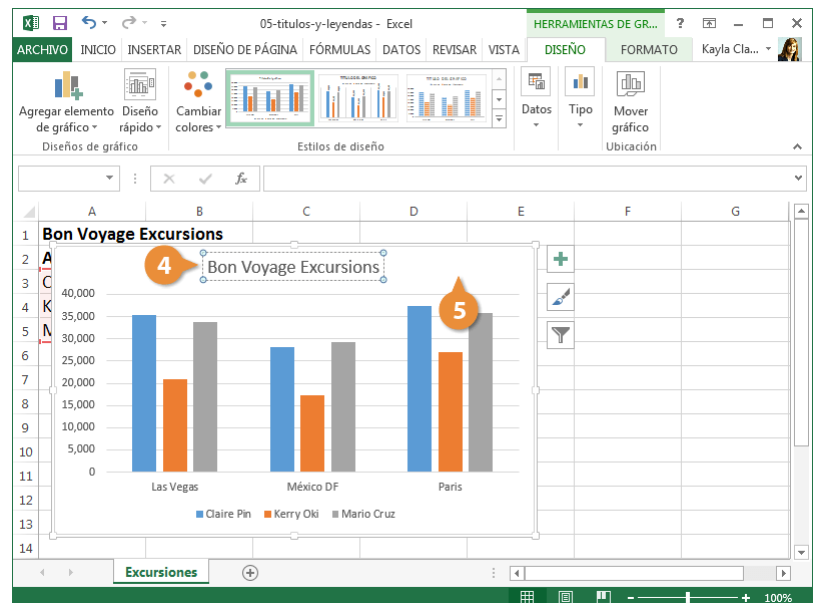 05-titulos-y-leyendas - Excel
HERRAMIENTAS DE GR...
?
ARCHIVO INICIO INSERTAR DISEÑO DE PÁGINA FÓRMULAS DATOS REVISAR VISTA DISEÑO FORMATO Kayla Cla...
Agregar elemento de gráfico
Diseño rápido
Cambiar colores
Datos
Tipo
Mover gráfico
Diseños de gráfico
Estilos de diseño
Ubicación
fx
A B C D E F G
1 Bon Voyage Excursions
2 A
3 C
4 K
5 M
6
7
8
9
10
11
12
13
14
4
Bon Voyage Excursions
5
40,000
35,000
30,000
25,000
20,000
15,000
10,000
5,000
0
Las Vegas México DF Paris
Claire Pin Kerry Oki Mario Cruz
Excursiones
100%